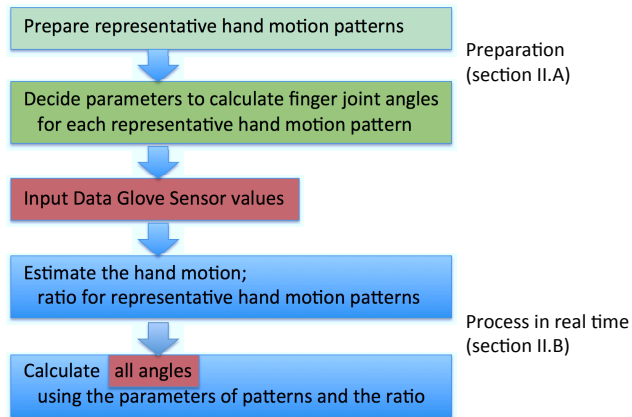 Prepare representative hand motion patterns
Preparation
(section II.A)
Decide parameters to calculate finger joint angles
for each representative hand motion pattern
Input Data Glove Sensor values
Estimate the hand motion;
ratio for representative hand motion patterns
Process in real time
(section II.B)
Calculate all angles
using the parameters of patterns and the ratio